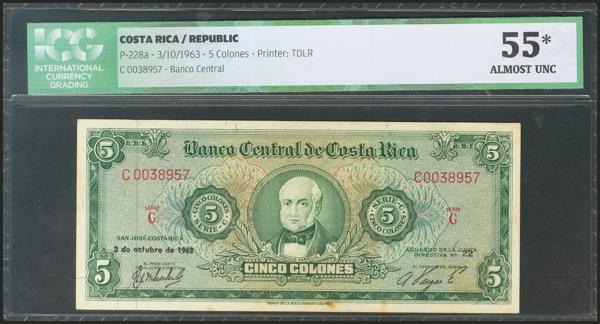 ICG
INTERNATIONAL
CURRENCY
GRADING
COSTA RICA / REPUBLIC
P-228a - 3/10/1963 - 5 Colones - Printer: TDLR
C 0038957 - Banco Central
55*
ALMOST UNC
5 Banco Central de Costa Rica 5
C 0038957 C0038957
CINCO COLONES 5 SERIE-C
SERIE-C 5 CINCO COLONES
SERIE C
SERIE C
SAN JOSÉ, COSTA RICA,
3 de octubre de 1963
ACUERDO DE LA JUNTA
DIRECTIVA Nº 22
EL PRESIDENTE
5 CINCO COLONES 5